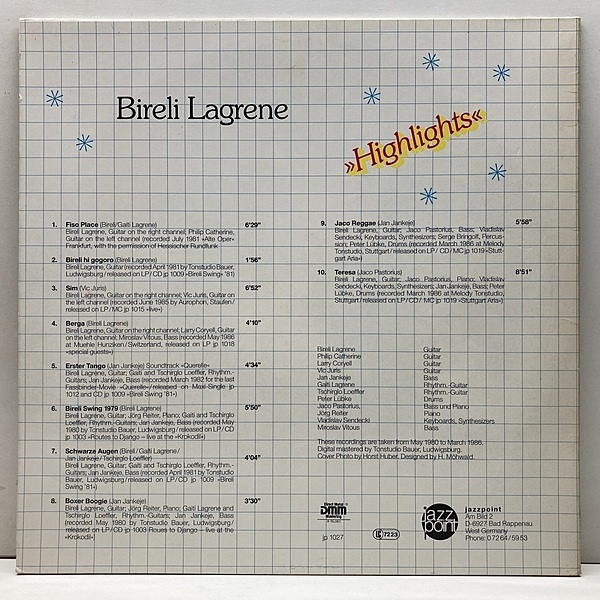 Bireli Lagrene
»Highlights«
1. Fiso Place (Bireli/Gaiti Lagrene) 6'29"
Bireli Lagrene, Guitar on the right channel; Philip Catherine,
Guitar on the left channel (recorded July 1981 »Alte Oper«
Frankfurt, with the permission of Hessischer Rundfunk
2. Bireli hi gogoro (Bireli Lagrene) 1'56"
Bireli Lagrene, Guitar (recorded April 1981 by Tonstudio Bauer,
Ludwigsburg/released on LP/CD jp 1009 »Bireli Swing« '81)
3. Sim (Vic Juris) 6'52"
Bireli Lagrene, Guitar on the right channel; Vic Juris, Guitar on
the left channel (recorded June 1985 by Aurophon, Staufen/
released on LP/MC jp 1015 »live«)
4. Berga (Bireli Lagrene) 4'10"
Bireli Lagrene, Guitar on the right channel; Larry Coryell, Guitar
on the left channel; Miroslav Vitous, Bass (recorded May 1986
at Muehle Hunziken/Switzerland, released on LP jp 1018
»special guests«)
5. Erster Tango (Jan Jankeje) Soundtrack »Querelle« 4'34"
Bireli Lagrene, Guitar; Gaiti and Tschirglo Loeffler, Rhythm.-
Guitars; Jan Jankeje, Bass (recorded March 1982 for the last
Fassbinder-Movie »Querelle«/released on Maxi-Single jp
1012 and CD jp 1009 »Bireli Swing '81«)
6. Bireli Swing 1979 (Bireli Lagrene) 5'50"
Bireli Lagrene, Guitar; Jörg Reiter, Piano; Gaiti and Tschirglo
Loeffler, Rhythm.-Guitars; Jan Jankeje, Bass (recorded May
1980 by Tonstudio Bauer, Ludwigsburg/released on LP/CD
jp 1003 »Routes to Django – live at the »Krokodil«)
7. Schwarze Augen (Bireli/Gaiti Lagrene/
Jan Jankeje/Tschirglo Loeffler) 4'04"
Bireli Lagrene, Guitar; Gaiti and Tschirglo Loeffler, Rhythm.-
Guitars; Jan Jankeje, Bass (recorded April 1981 by Tonstudio
Bauer, Ludwigsburg/released on LP/CD jp 1009 »Bireli
Swing '81«)
8. Boxer Boogie (Jan Jankeje) 3'30"
Bireli Lagrene, Guitar; Jörg Reiter, Piano; Gaiti Lagrene and
Tschirglo Loeffler, Rhythm.-Guitars; Jan Jankeje, Bass
(recorded May 1980 by Tonstudio Bauer, Ludwigsburg/
released on LP/CD jp 1003 Roues to Django – live at the
»Krokodil«)
9. Jaco Reggae (Jan Jankeje) 5'58"
Bireli Lagrene, Guitar; Jaco Pastorius, Bass; Vladislav
Sendecki, Keyboards, Synthesizers; Serge Bringolf, Percus-
sion; Peter Lübke, Drums (recorded March 1986 at Melody
Tonstudio, Stuttgart/released on LP/CD/MC jp 1019 »Stutt-
gart Aria«)
10. Teresa (Jaco Pastorius) 8'51"
Bireli Lagrene, Guitar; Jaco Pastorius, Piano; Vladislav
Sendecki, Keyboards, Synthesizers; Jan Jankeje, Bass; Peter
Lübke, Drums (recorded March 1986 at Melody Tonstudio,
Stuttgart/released on LP/CD/MC jp 1019 »Stuttgart Aria«)
Bireli Lagrene Guitar
Philip Catherine Guitar
Larry Coryell Guitar
Vic Juris Guitar
Jan Jankeje Bass
Gaiti Lagrene Rhythm.-Guitar
Tschirglo Loeffler Rhythm.-Guitar
Peter Lübke Drums
Jaco Pastorius, Bass und Piano
Jörg Reiter Piano
Vladislav Sendecki Keyboards, Synthesizers
Miroslav Vitous Bass
These recordings are taken from May 1980 to March 1986.
Digital mastered by Tonstudio Bauer, Ludwigsburg.
Cover Photo by Horst Huber. Designed by H. Möhwald.
Direct Metal
DMM
Mastering
jp 1027
LC 7223
jazz
point
jazzpoint
Am Bild 2
D-6927 Bad Rappenau
West Germany
Phone: 07264/5953